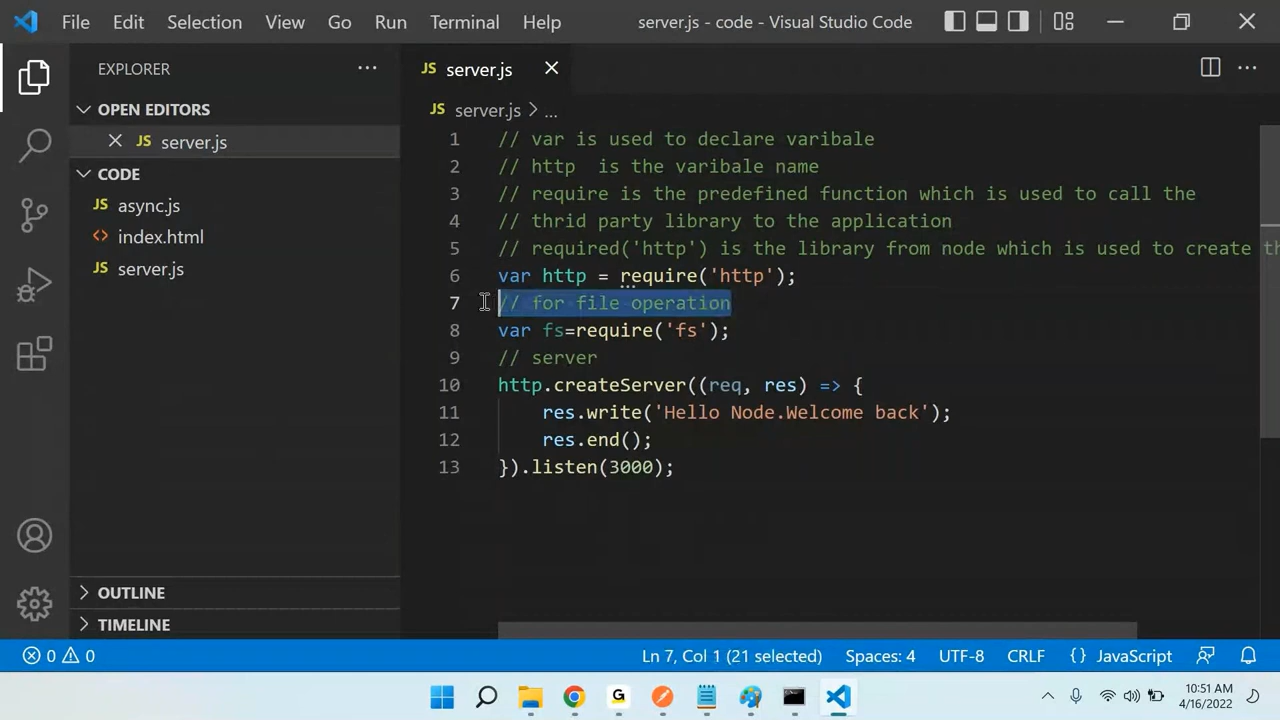 File Edit Selection View Go Run Terminal Help server.js - code - Visual Studio Code
EXPLORER
JS server.js
OPEN EDITORS
JS server.js
JS server.js > ...
CODE
JS async.js
index.html
JS server.js
1 // var is used to declare varibale
2 // http  is the varibale name
3 // require is the predefined function which is used to call the
4 // thrid party library to the application
5 // required('http') is the library from node which is used to create th
6 var http = require('http');
7 // for file operation
8 var fs=require('fs');
9 // server
10 http.createServer((req, res) => {
11 res.write('Hello Node.Welcome back');
12 res.end();
13 }).listen(3000);
OUTLINE
TIMELINE
0 0 Ln 7, Col 1 (21 selected) Spaces: 4 UTF-8 CRLF {} JavaScript
G
10:51 AM
4/16/2022